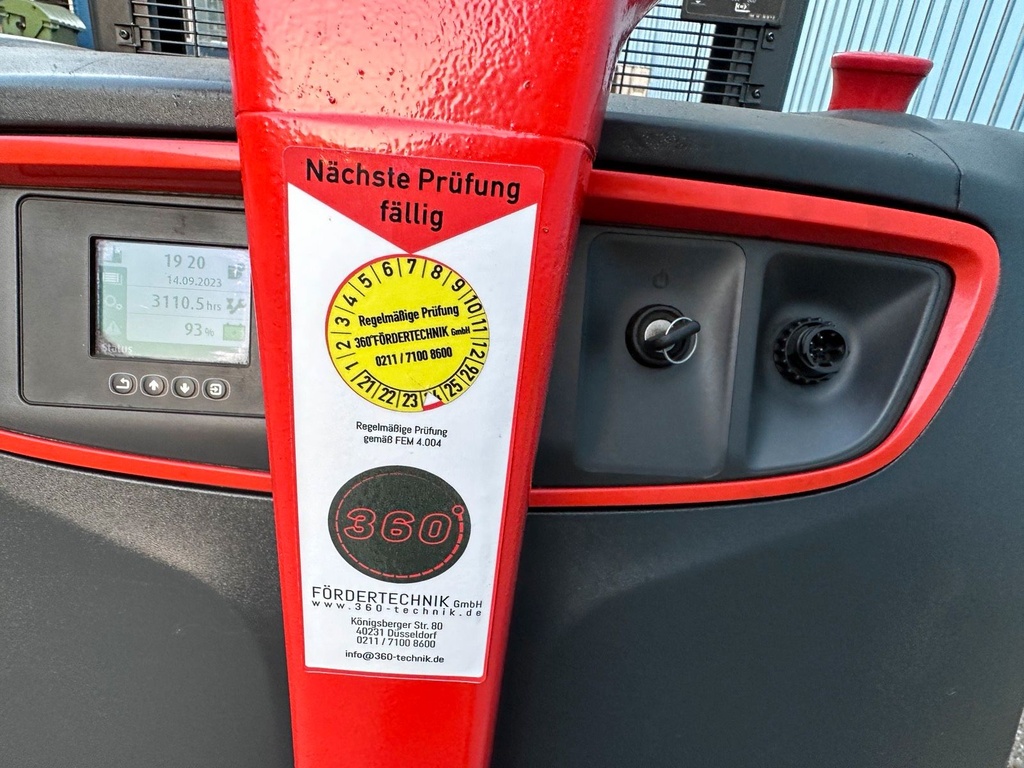 Nächste Prüfung
fällig
19 20
14.09.2023
3110.5 hrs
93 %
Status
1 2 3 4 5 6 7 8 9 10 11 12
Regelmäßige Prüfung
360°FÖRDERTECHNIK GmbH
0211 / 7100 8600
21 22 23 25 26
Regelmäßige Prüfung
gemäß FEM 4.004
360°
FÖRDERTECHNIK GmbH
www.360-technik.de
Königsberger Str. 80
40231 Düsseldorf
0211 / 7100 8600
info@360-technik.de